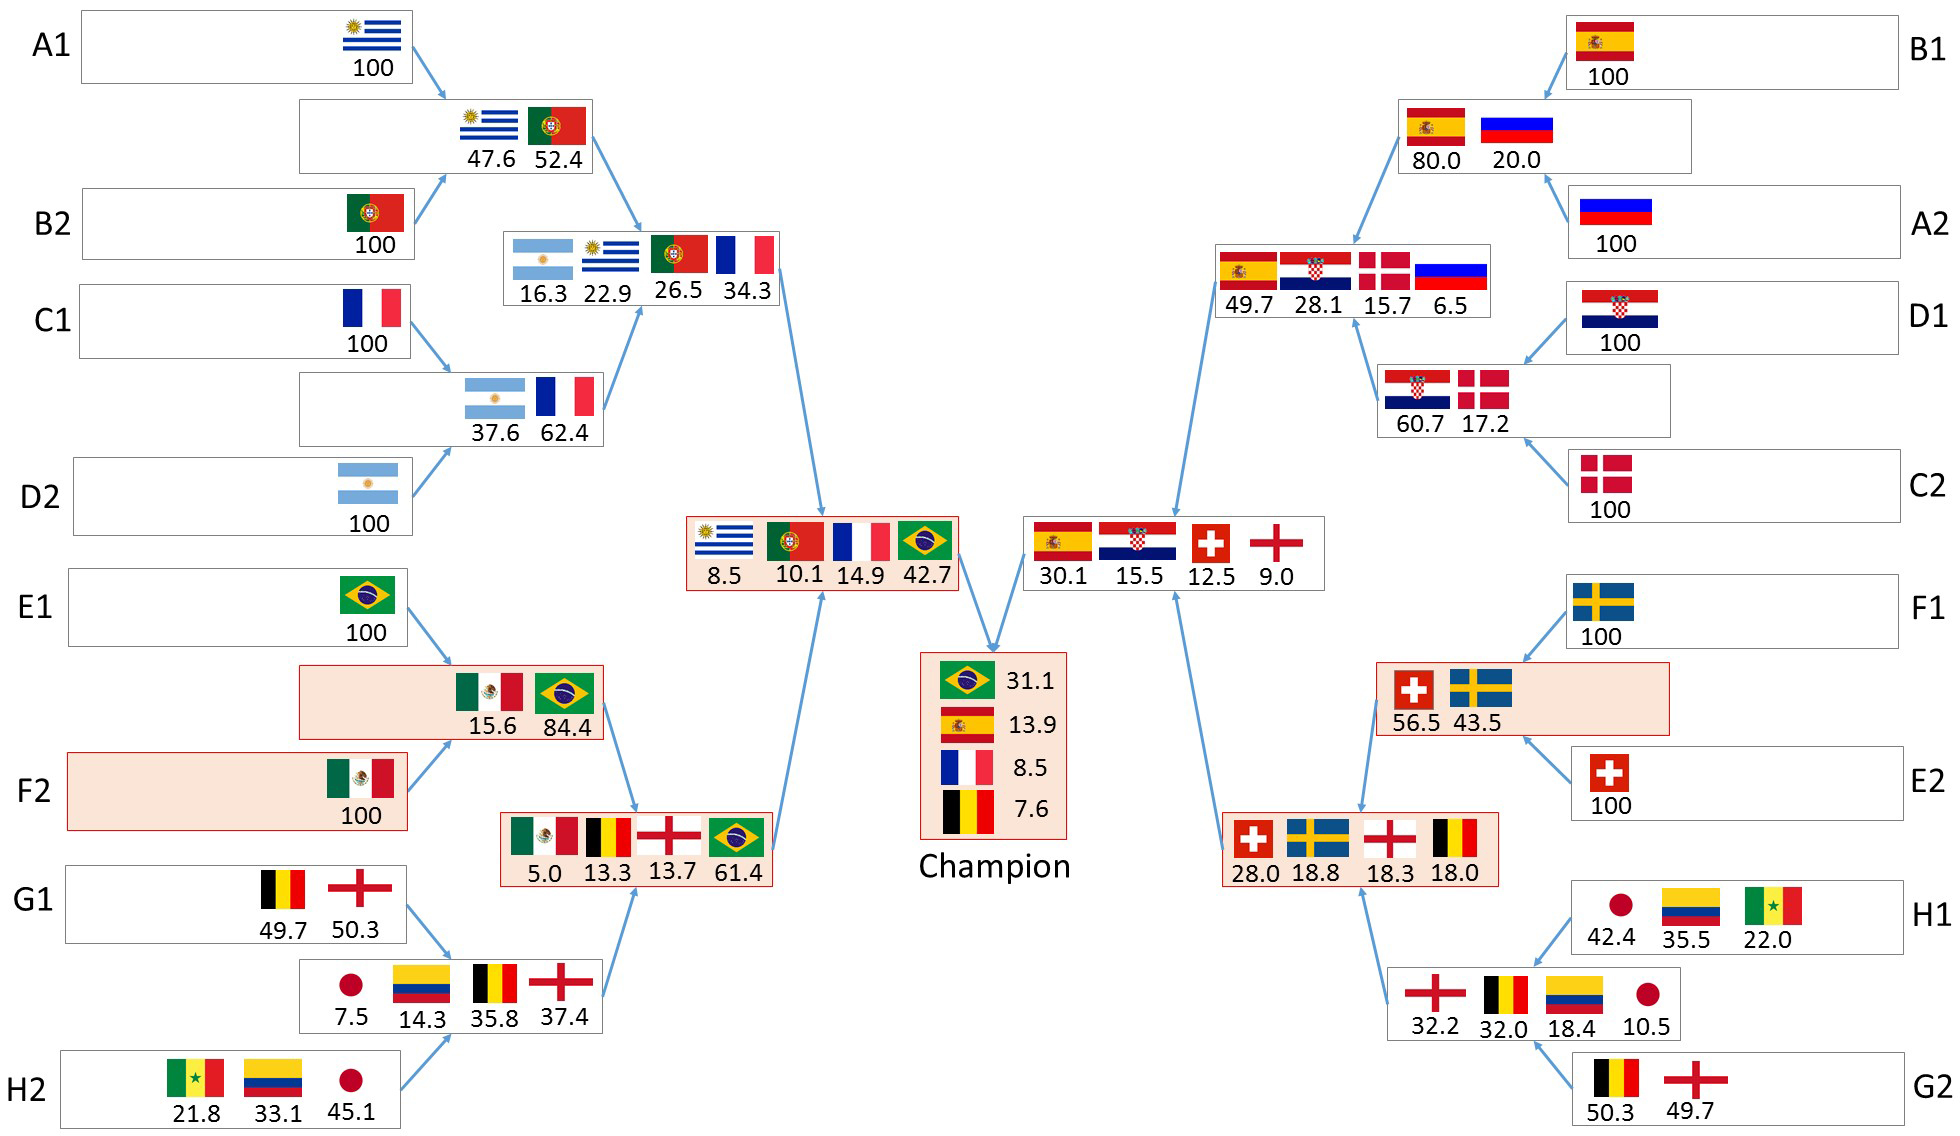 A1
100
47.6 52.4
B2
100
16.3 22.9 26.5 34.3
C1
100
37.6 62.4
D2
100
8.5 10.1 14.9 42.7
E1
100
15.6 84.4
F2
100
5.0 13.3 13.7 61.4
G1
49.7 50.3
7.5 14.3 35.8 37.4
H2
21.8 33.1 45.1
31.1
13.9
8.5
7.6
Champion
B1
100
80.0 20.0
A2
100
49.7 28.1 15.7 6.5
D1
100
60.7 17.2
C2
100
30.1 15.5 12.5 9.0
F1
100
56.5 43.5
E2
100
28.0 18.8 18.3 18.0
H1
42.4 35.5 22.0
32.2 32.0 18.4 10.5
G2
50.3 49.7